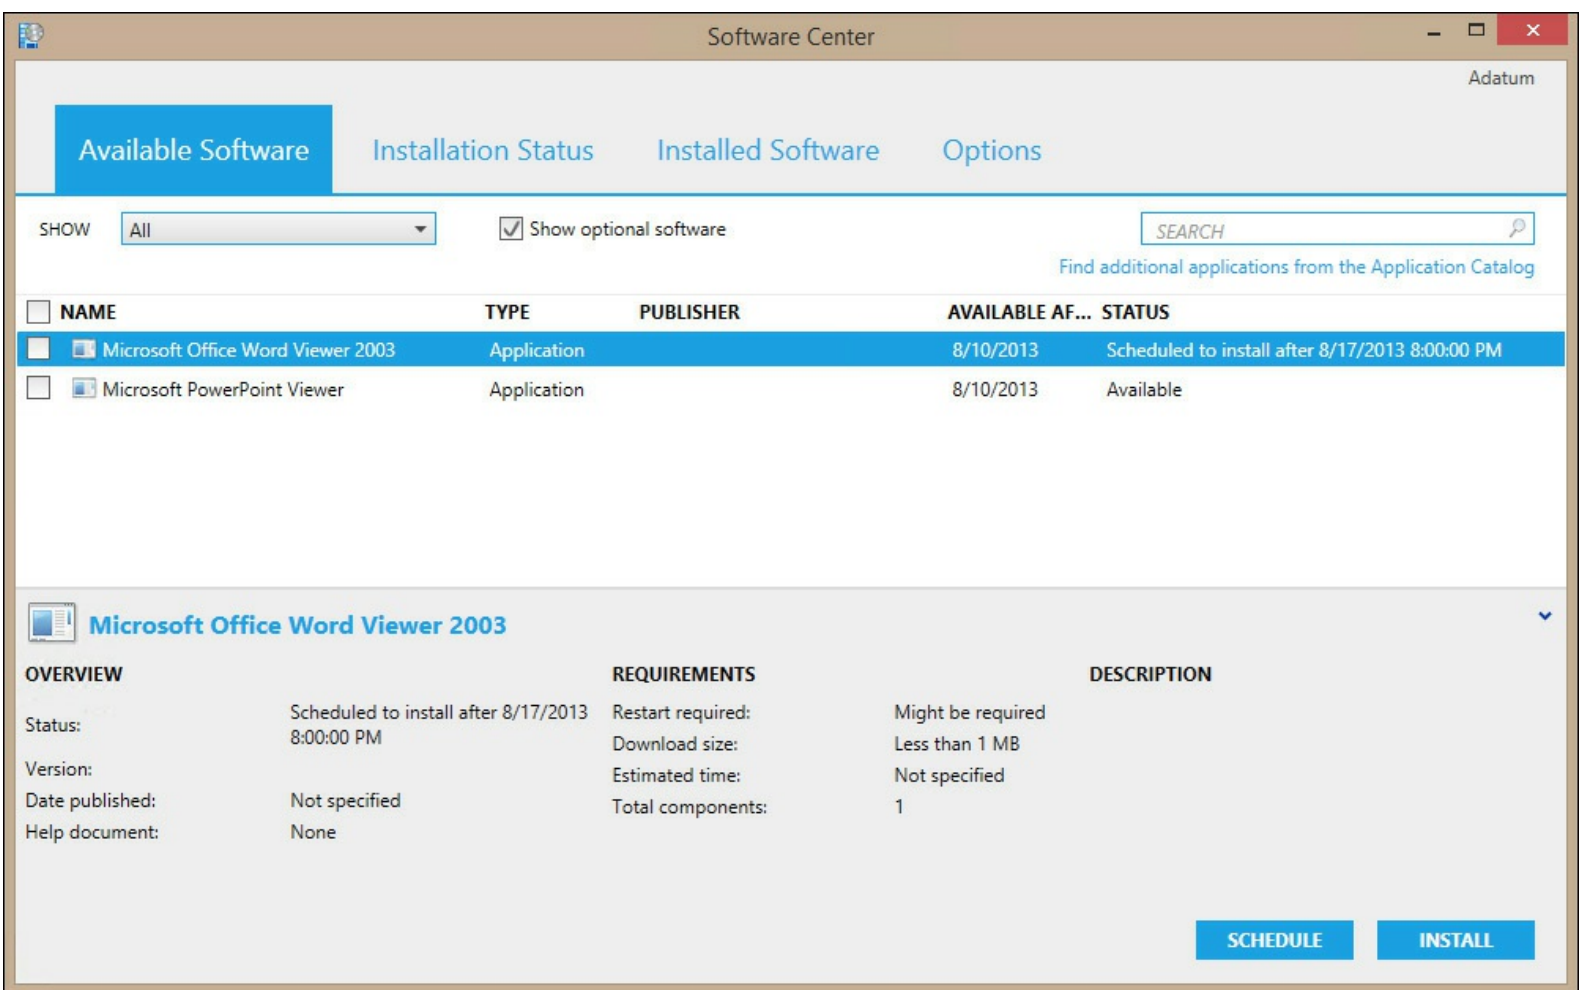 Software Center
Adatum
Available Software Installation Status Installed Software Options
SHOW All Show optional software SEARCH
Find additional applications from the Application Catalog
NAME TYPE PUBLISHER AVAILABLE AF... STATUS
Microsoft Office Word Viewer 2003 Application 8/10/2013 Scheduled to install after 8/17/2013 8:00:00 PM
Microsoft PowerPoint Viewer Application 8/10/2013 Available
Microsoft Office Word Viewer 2003
OVERVIEW REQUIREMENTS DESCRIPTION
Status: Scheduled to install after 8/17/2013
8:00:00 PM
Restart required: Might be required
Download size: Less than 1 MB
Version:
Estimated time: Not specified
Date published: Not specified
Total components: 1
Help document: None
SCHEDULE INSTALL